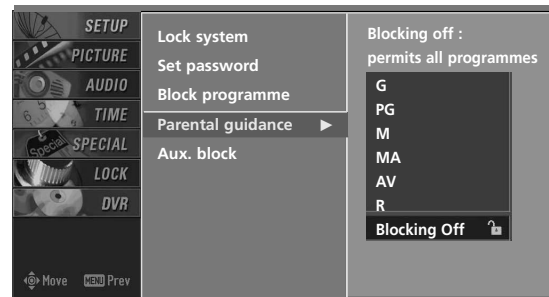 SETUP
PICTURE
AUDIO
TIME
SPECIAL
LOCK
DVR
Move MENU Prev
Lock system
Set password
Block programme
Parental guidance
Aux. block
Blocking off :
permits all programmes
G
PG
M
MA
AV
R
Blocking Off